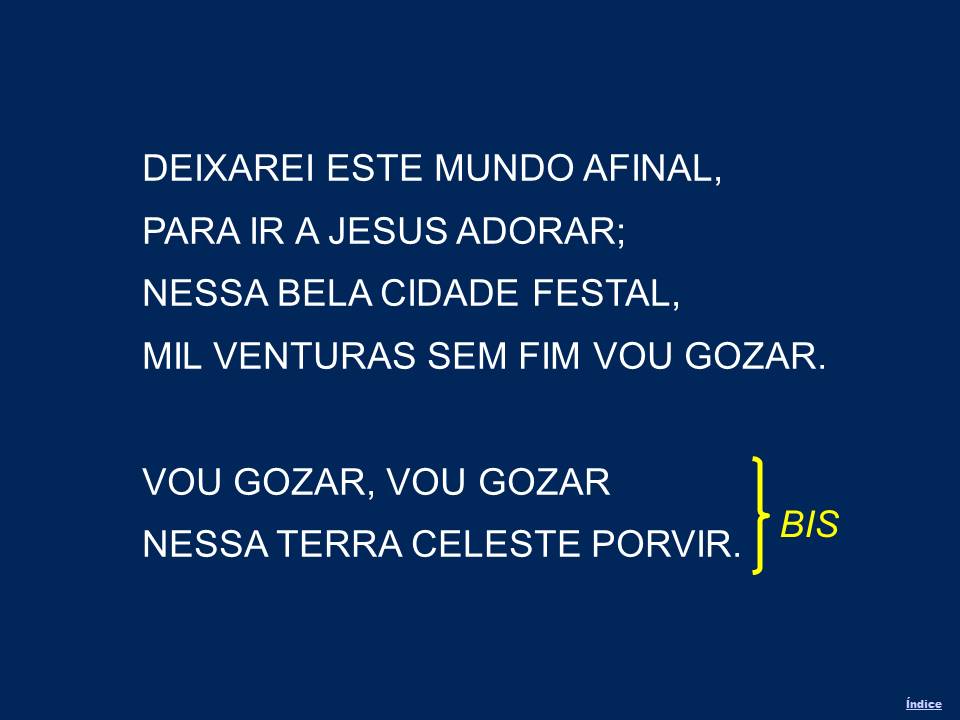 DEIXAREI ESTE MUNDO AFINAL,
PARA IR A JESUS ADORAR;
NESSA BELA CIDADE FESTAL,
MIL VENTURAS SEM FIM VOU GOZAR.
VOU GOZAR, VOU GOZAR
NESSA TERRA CELESTE PORVIR.
BIS
Índice